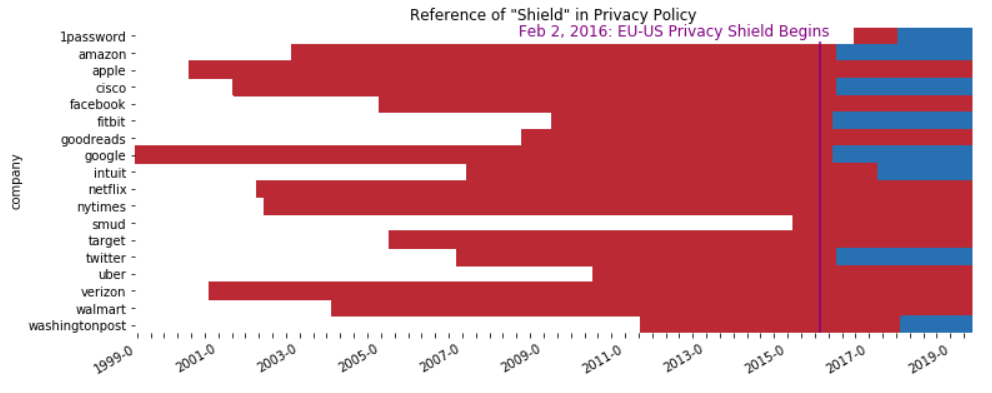 Reference of "Shield" in Privacy Policy
Feb 2, 2016: EU-US Privacy Shield Begins
company
1password
amazon
apple
cisco
facebook
fitbit
goodreads
google
intuit
netflix
nytimes
smud
target
twitter
uber
verizon
walmart
washingtonpost
1999-0
2001-0
2003-0
2005-0
2007-0
2009-0
2011-0
2013-0
2015-0
2017-0
2019-0